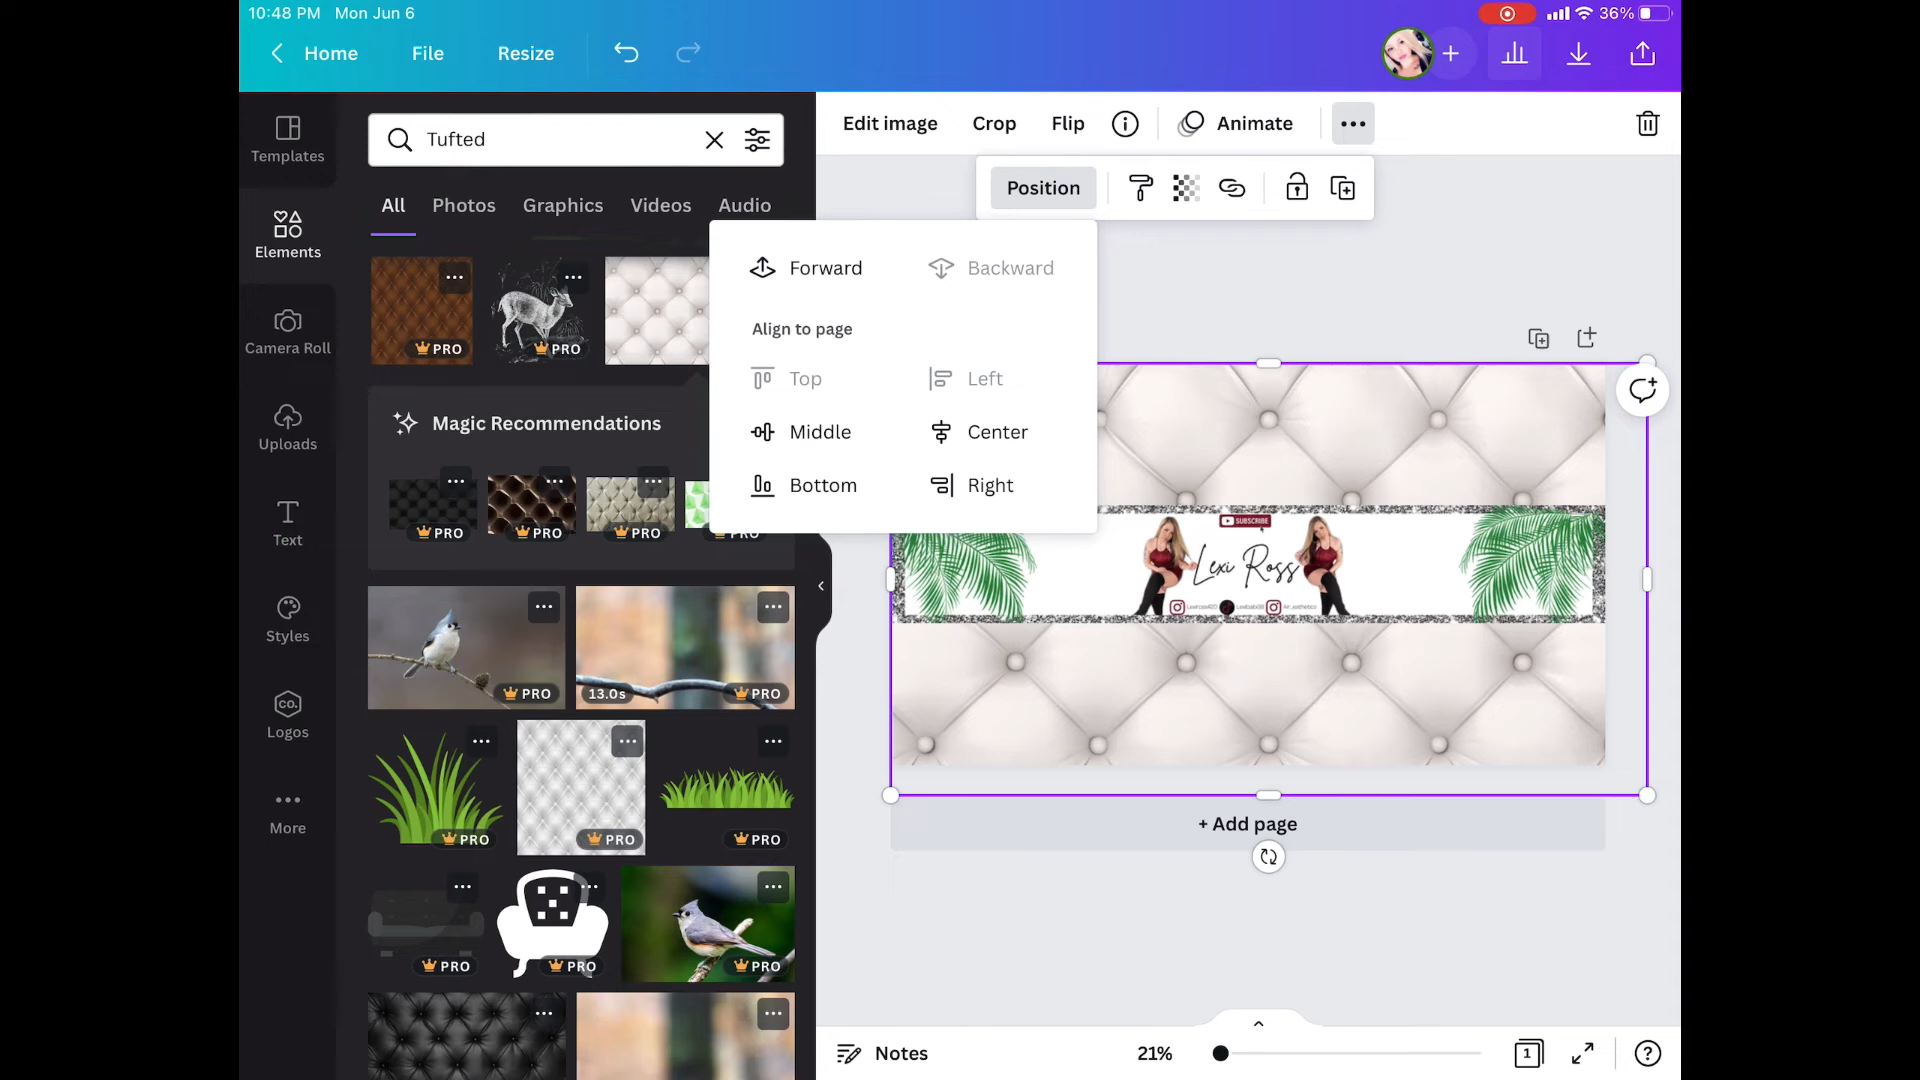 10:48 PM Mon Jun 6
36%
Home File Resize
Templates
Elements
Camera Roll
Uploads
Text
Styles
CO.
Logos
More
Tufted
All Photos Graphics Videos Audio
PRO
PRO
Magic Recommendations
PRO
PRO
PRO
PRO
PRO
13.0s
PRO
PRO
PRO
PRO
PRO
PRO
PRO
Edit image Crop Flip Animate
Position
Forward Backward
Align to page
Top Left
Middle Center
Bottom Right
SUBSCRIBE
Lexi Ross
+ Add page
Notes 21% 1 ?